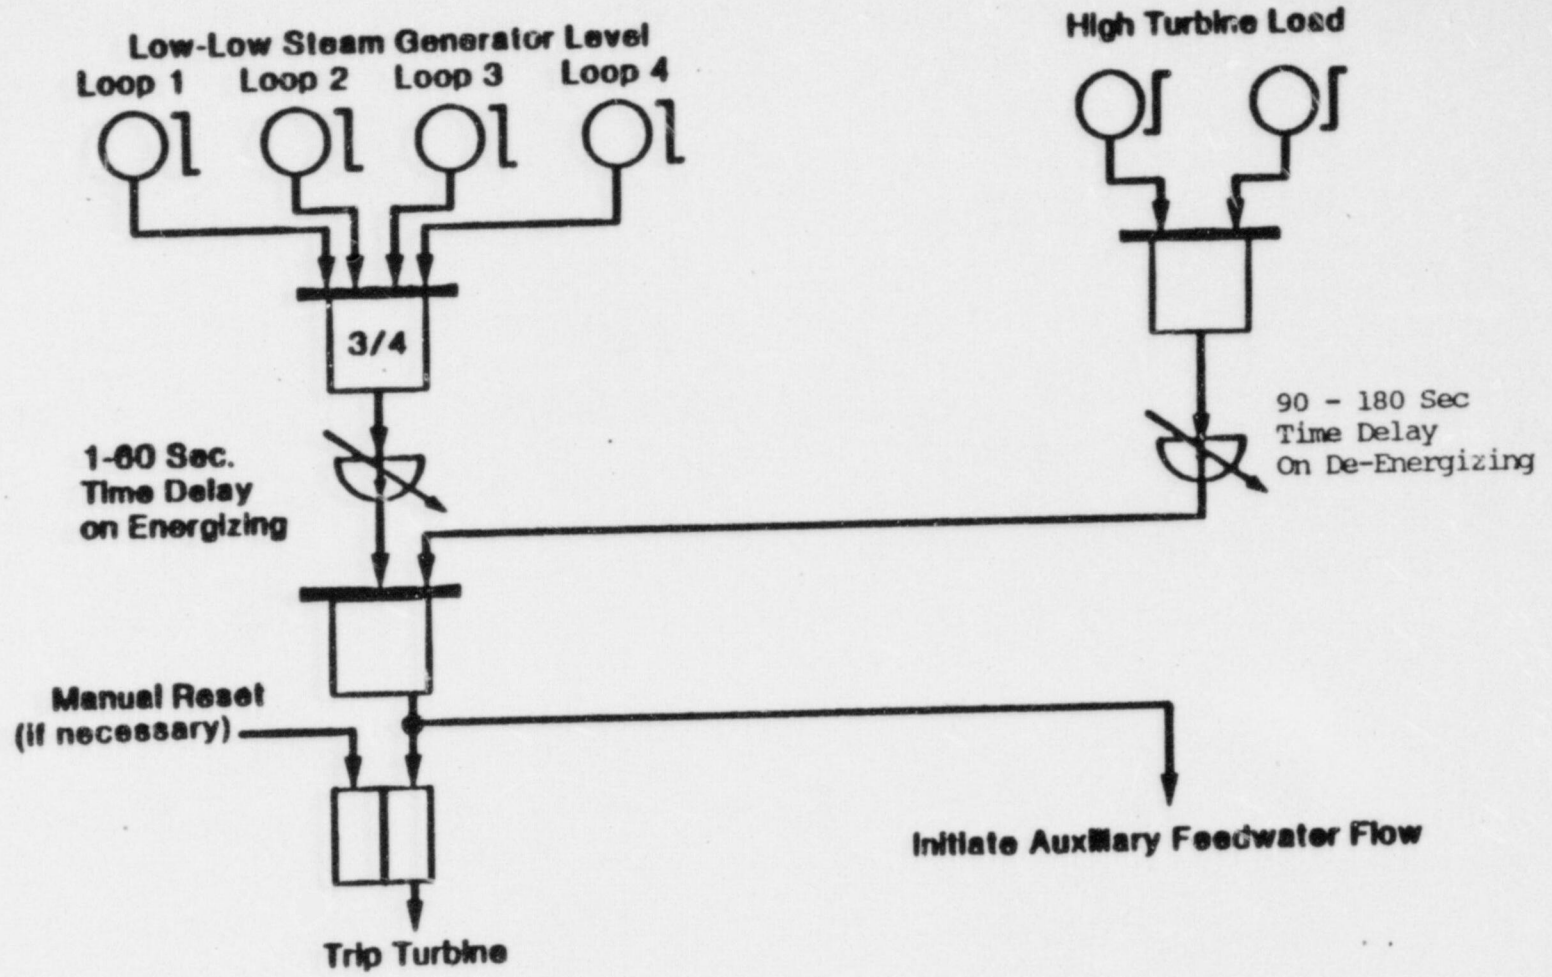 Low-Low Steam Generator Level
Loop 1 Loop 2 Loop 3 Loop 4
High Turbine Load
3/4
1-60 Sec.
Time Delay
on Energizing
90 - 180 Sec
Time Delay
On De-Energizing
Manual Reset
(if necessary)
Initiate Auxiliary Feedwater Flow
Trip Turbine